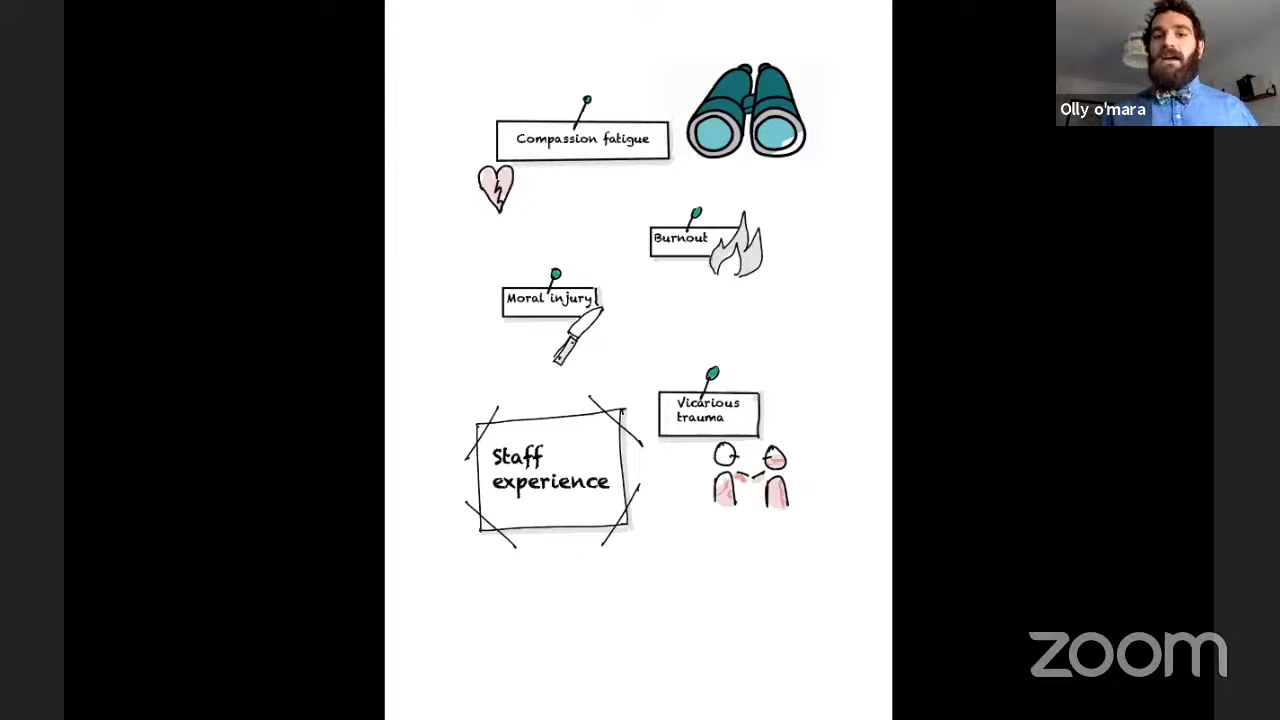 Olly o'mara
Compassion fatigue
Burnout
Moral injury
Vicarious
trauma
Staff
experience
zoom